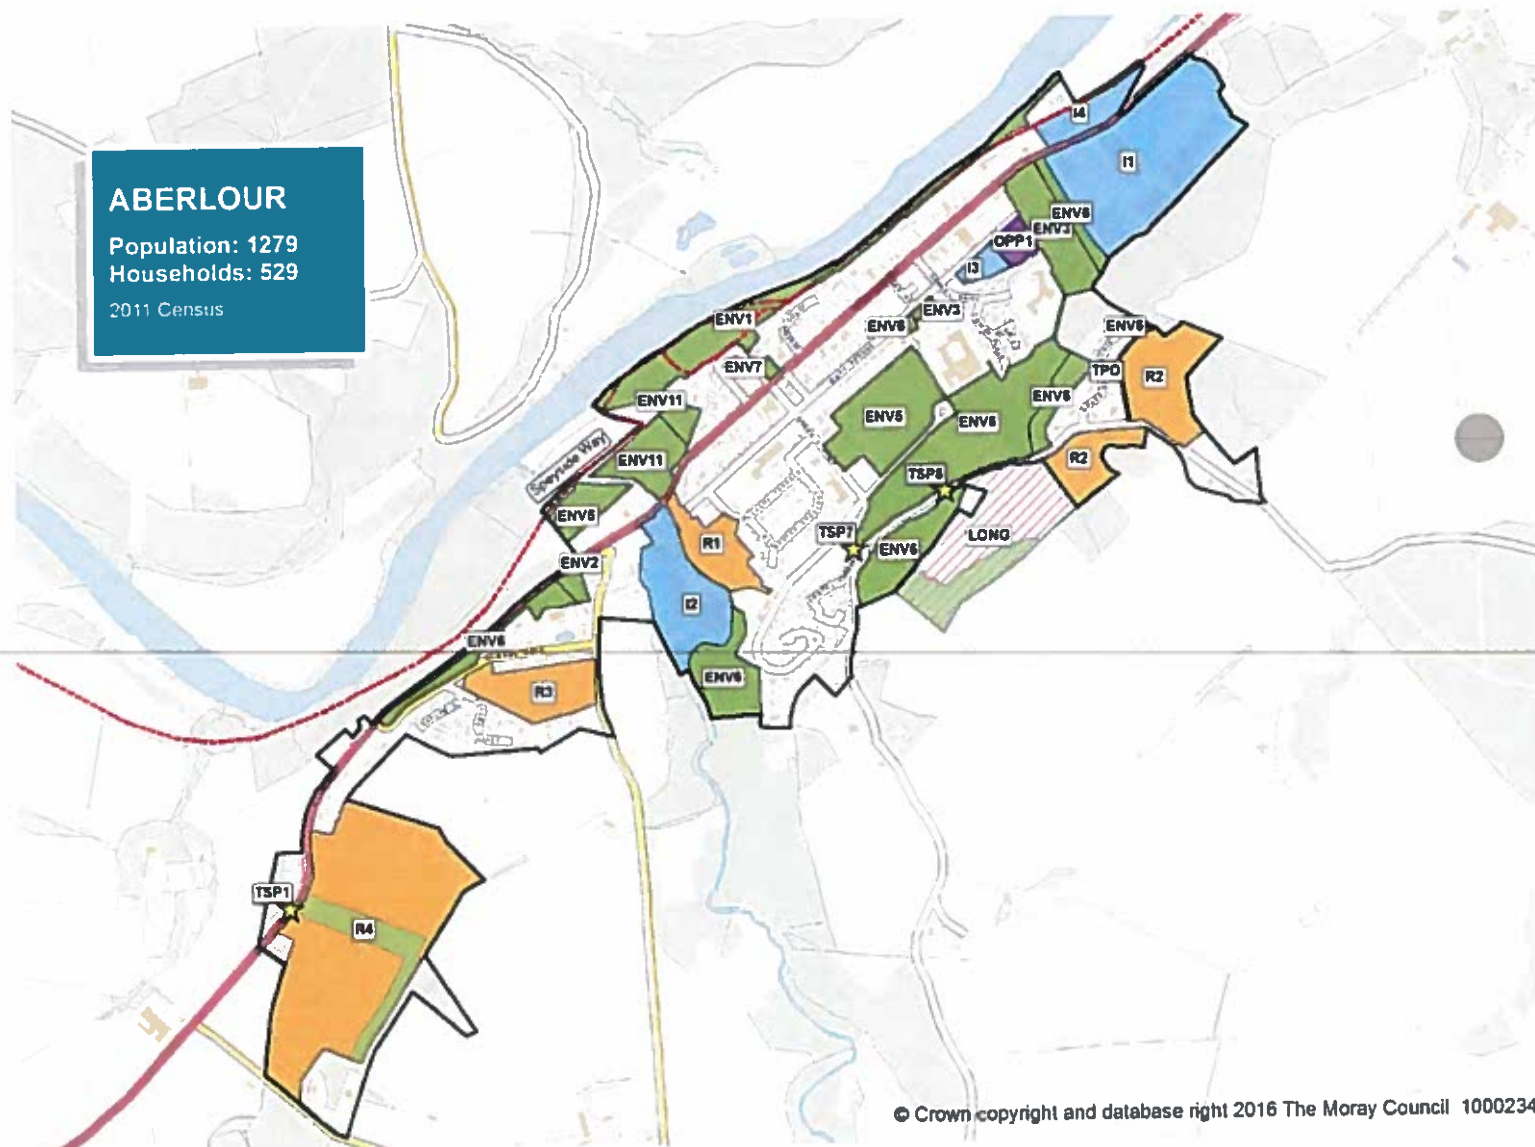 ABERLOUR
Population: 1279
Households: 529
2011 Census
I4
I1
ENV6
ENV3
OPP1
I3
ENV3
ENV6
ENV1
ENV6
TPO
R2
ENV7
ENV6
ENV11
ENV5
ENV6
ENV11
R2
Speyside Way
TSP8
ENV5
TSP7
LONG
R1
ENV6
ENV2
I2
ENV6
ENV6
R3
TSP1
R4
© Crown copyright and database right 2016 The Moray Council 1000234